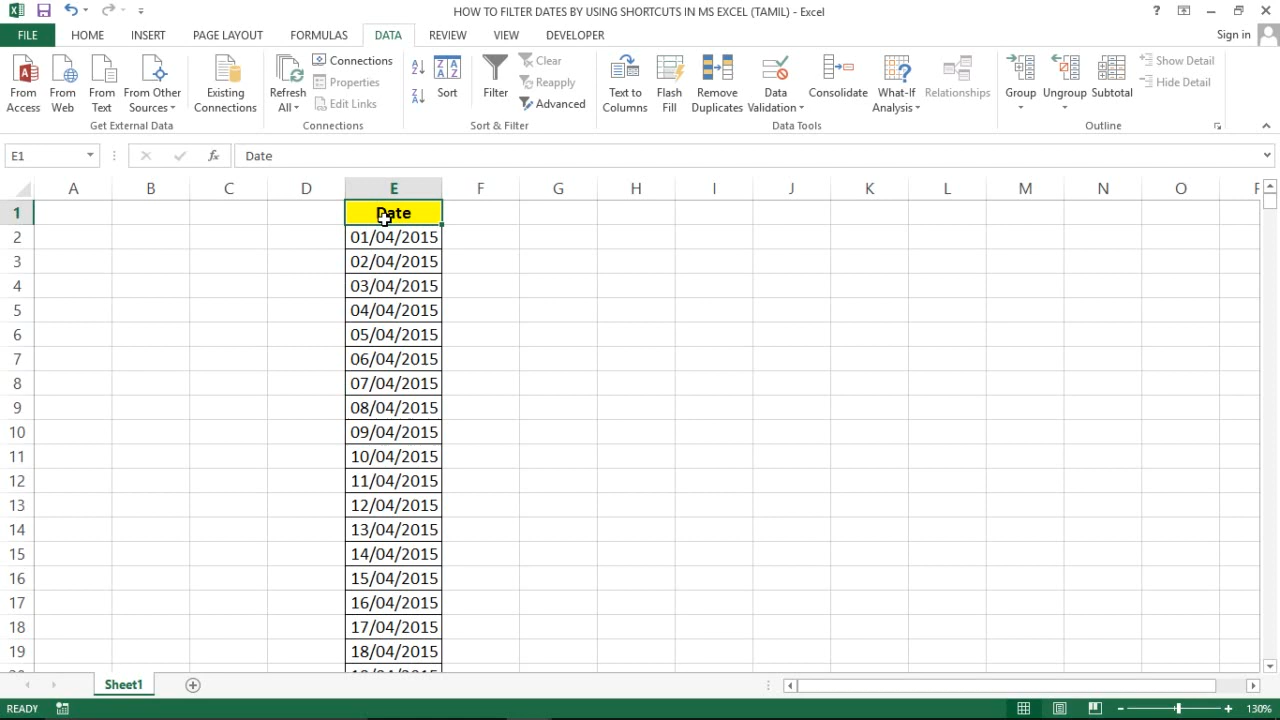 HOW TO FILTER DATES BY USING SHORTCUTS IN MS EXCEL (TAMIL) - Excel
FILE HOME INSERT PAGE LAYOUT FORMULAS DATA REVIEW VIEW DEVELOPER Sign in
From Access
From Web
From Text
From Other Sources
Existing Connections
Get External Data
Refresh All
Connections
Properties
Edit Links
Connections
Sort
Filter
Clear
Reapply
Advanced
Sort & Filter
Text to Columns
Flash Fill
Remove Duplicates
Data Validation
Consolidate
What-If Analysis
Relationships
Data Tools
Group
Ungroup
Subtotal
Show Detail
Hide Detail
Outline
E1 fx Date
A B C D E F G H I J K L M N O
1 Date
2 01/04/2015
3 02/04/2015
4 03/04/2015
5 04/04/2015
6 05/04/2015
7 06/04/2015
8 07/04/2015
9 08/04/2015
10 09/04/2015
11 10/04/2015
12 11/04/2015
13 12/04/2015
14 13/04/2015
15 14/04/2015
16 15/04/2015
17 16/04/2015
18 17/04/2015
19 18/04/2015
Sheet1
READY 130%